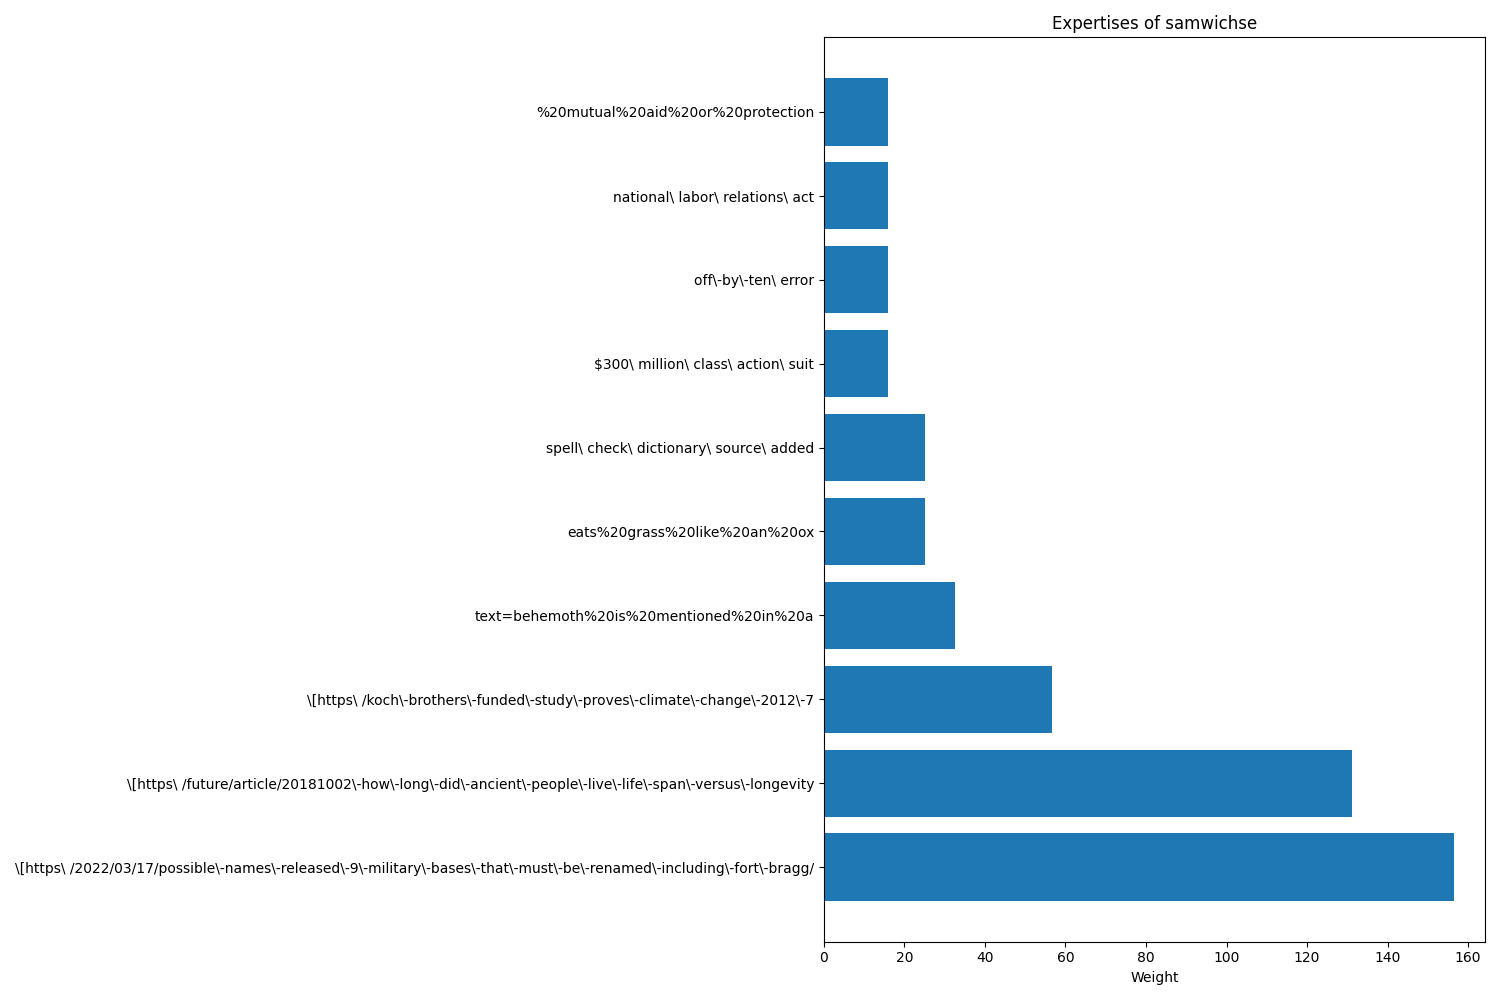 Expertises of samwichse
%20mutual%20aid%20or%20protection
national\ labor\ relations\ act
off\-by\-ten\ error
$300\ million\ class\ action\ suit
spell\ check\ dictionary\ source\ added
eats%20grass%20like%20an%20ox
text=behemoth%20is%20mentioned%20in%20a
\[https\ /koch\-brothers\-funded\-study\-proves\-climate\-change\-2012\-7
\[https\ /future/article/20181002\-how\-long\-did\-ancient\-people\-live\-life\-span\-versus\-longevity
\[https\ /2022/03/17/possible\-names\-released\-9\-military\-bases\-that\-must\-be\-renamed\-including\-fort\-bragg/
0 20 40 60 80 100 120 140 160
Weight